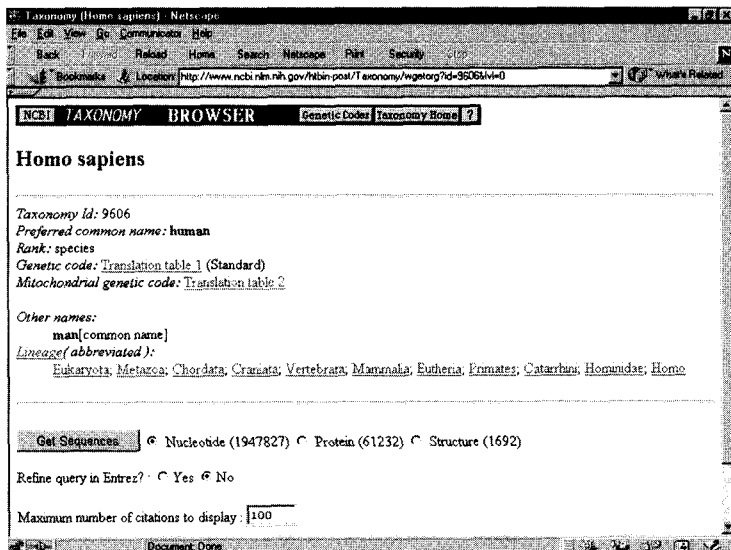 Taxonomy (Homo sapiens) - Netscape
File Edit View Go Communicator Help
Back Forward Reload Home Search Netscape Print Security Stop
Bookmarks Location: http://www.ncbi.nlm.nih.gov/htbin-post/Taxonomy/wgetorg?id=9606&lvl=0 What's Related
NCBI TAXONOMY BROWSER Genetic Codes Taxonomy Home ?
Homo sapiens
Taxonomy Id: 9606
Preferred common name: human
Rank: species
Genetic code: Translation table 1 (Standard)
Mitochondrial genetic code: Translation table 2
Other names:
man[common name]
Lineage( abbreviated ):
Eukaryota; Metazoa; Chordata; Craniata; Vertebrata; Mammalia; Eutheria; Primates; Catarrhini; Hominidae; Homo
Get Sequences Nucleotide (1947827) Protein (61232) Structure (1692)
Refine query in Entrez? : Yes No
Maximum number of citations to display : 100
Document: Done